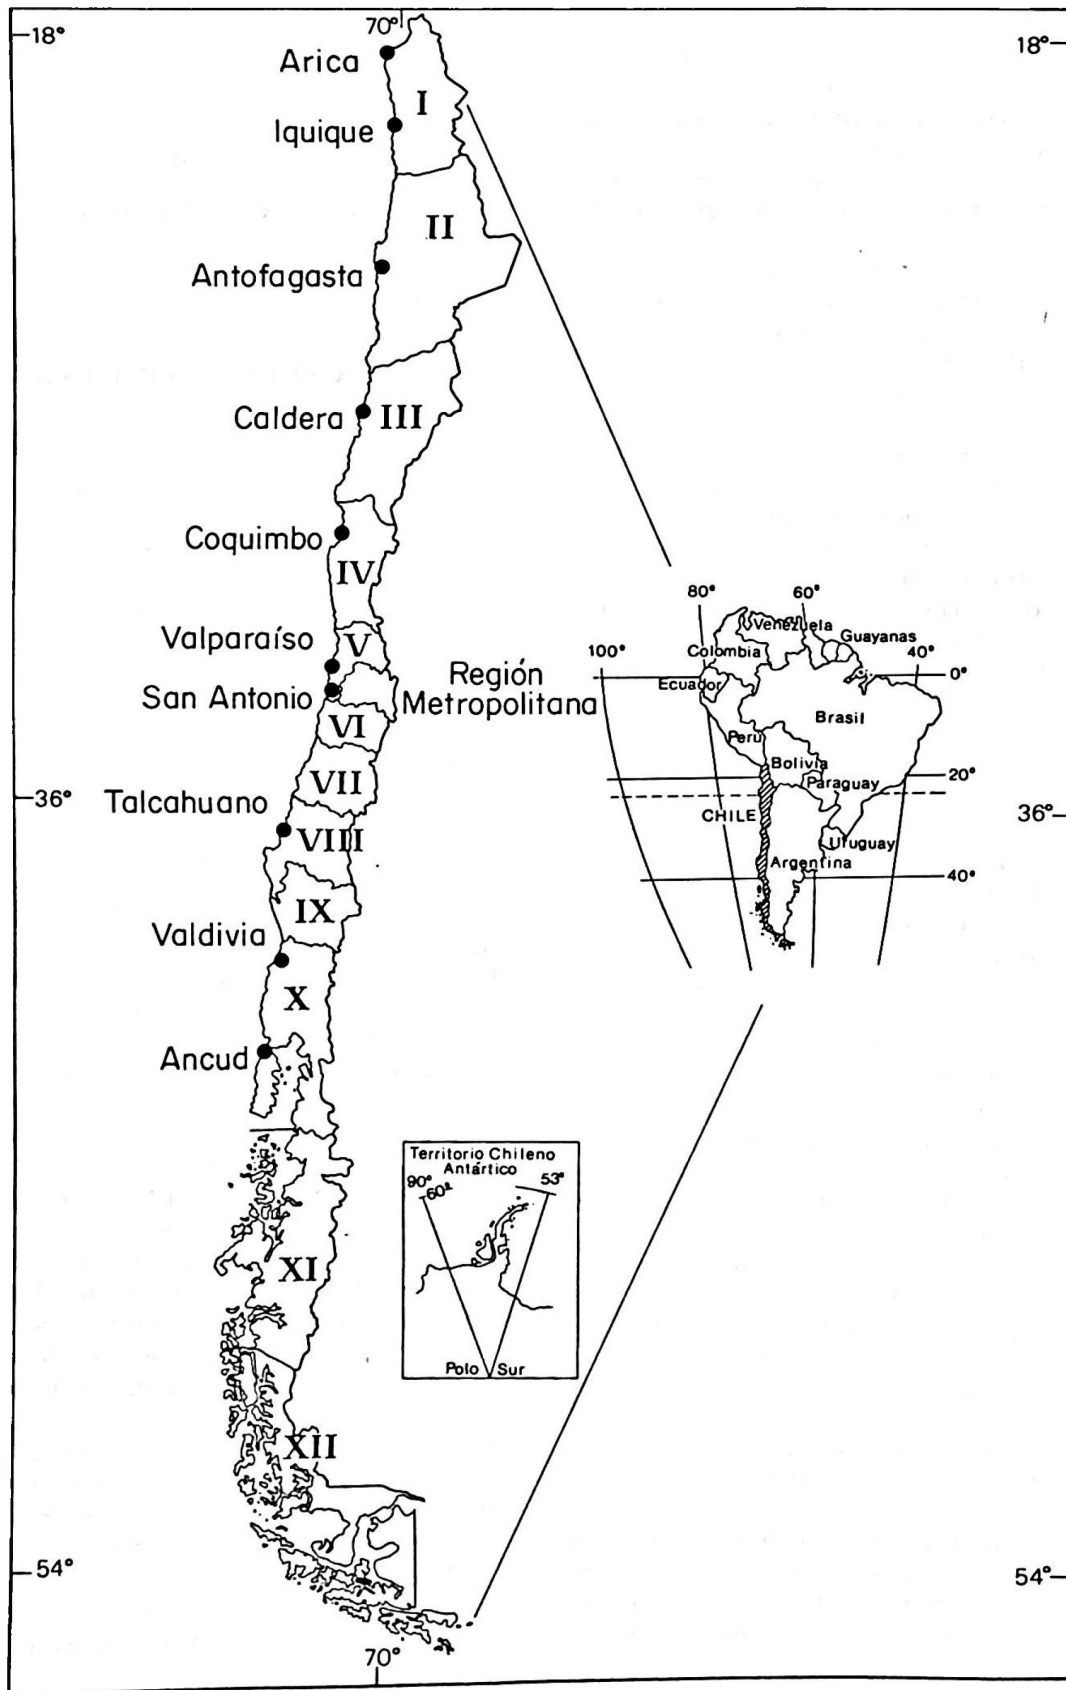 70°
18°
18°
Arica
I
Iquique
II
Antofagasta
III
Caldera
Coquimbo
IV
Valparaíso
V
San Antonio
Región
Metropolitana
VI
VII
36°
36°
Talcahuano
VIII
IX
Valdivia
X
Ancud
XI
XII
54°
54°
70°
80°
60°
Venezuela
Guayanas
Colombia
100°
40°
0°
Ecuador
Brasil
Perú
Bolivia
20°
Paraguay
CHILE
Uruguay
Argentina
40°
Territorio Chileno
Antártico
90°
60°
53°
Polo Sur